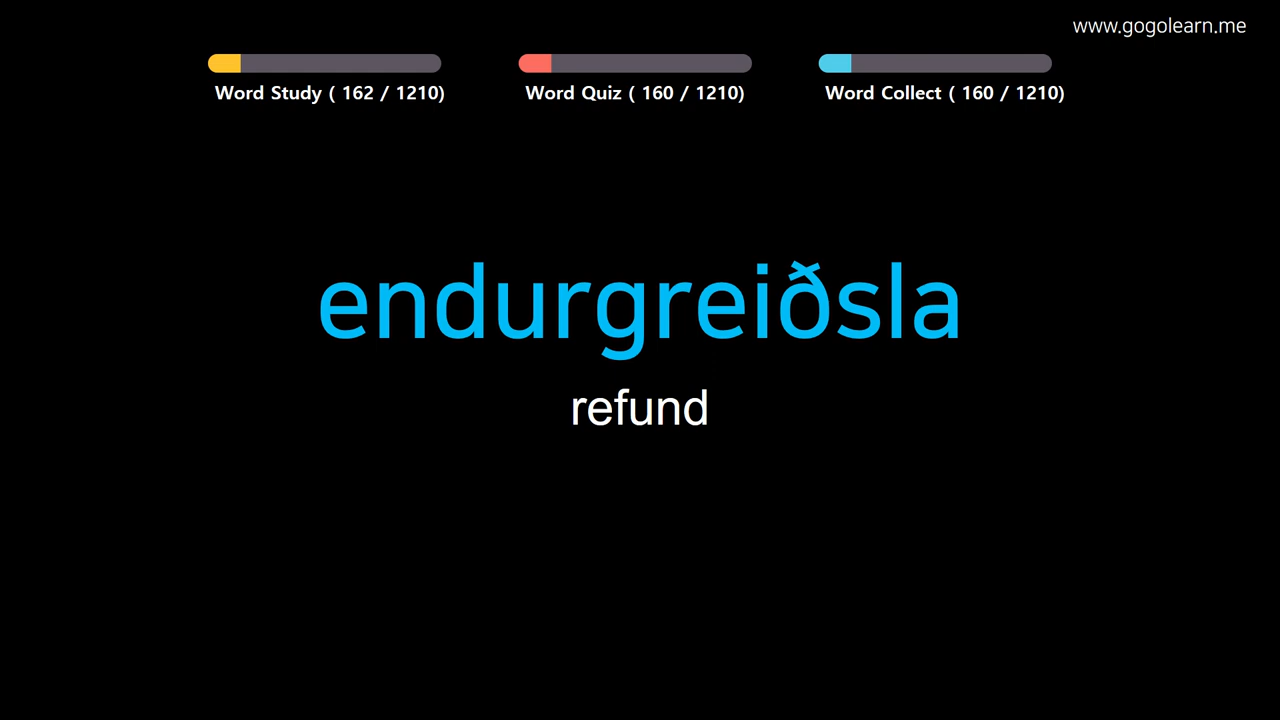 www.gogolearn.me
Word Study ( 162 / 1210)
Word Quiz ( 160 / 1210)
Word Collect ( 160 / 1210)
endurgreiðsla
refund